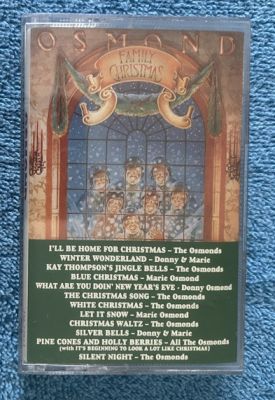 OSMOND
FAMILY
CHRISTMAS
I'LL BE HOME FOR CHRISTMAS – The Osmonds
WINTER WONDERLAND – Donny & Marie
KAY THOMPSON'S JINGLE BELLS – The Osmonds
BLUE CHRISTMAS – Marie Osmond
WHAT ARE YOU DOIN' NEW YEAR'S EVE - Donny Osmond
THE CHRISTMAS SONG – The Osmonds
WHITE CHRISTMAS – The Osmonds
LET IT SNOW – Marie Osmond
CHRISTMAS WALTZ – The Osmonds
SILVER BELLS – Donny & Marie
PINE CONES AND HOLLY BERRIES – All The Osmonds
(with IT'S BEGINNING TO LOOK A LOT LIKE CHRISTMAS)
SILENT NIGHT – The Osmonds